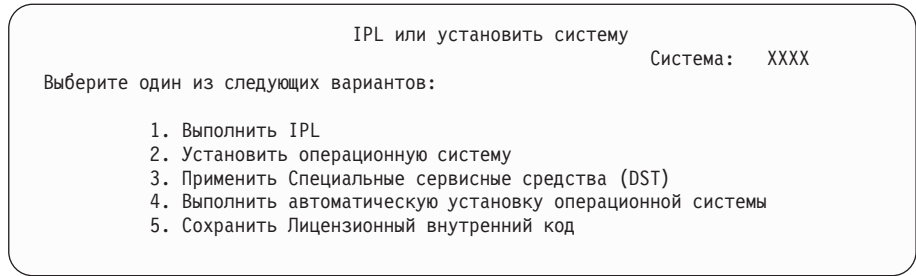 IPL или установить систему
Система: XXXX
Выберите один из следующих вариантов:
1. Выполнить IPL
2. Установить операционную систему
3. Применить Специальные сервисные средства (DST)
4. Выполнить автоматическую установку операционной системы
5. Сохранить Лицензионный внутренний код